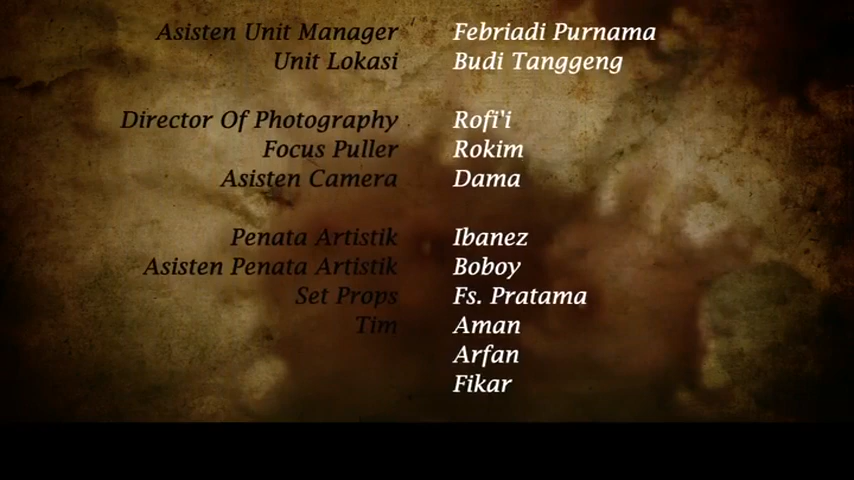 Asisten Unit Manager Febriadi Purnama
Unit Lokasi Budi Tanggeng
Director Of Photography Rofi'i
Focus Puller Rokim
Asisten Camera Dama
Penata Artistik Ibanez
Asisten Penata Artistik Boboy
Set Props Fs. Pratama
Tim Aman
Arfan
Fikar